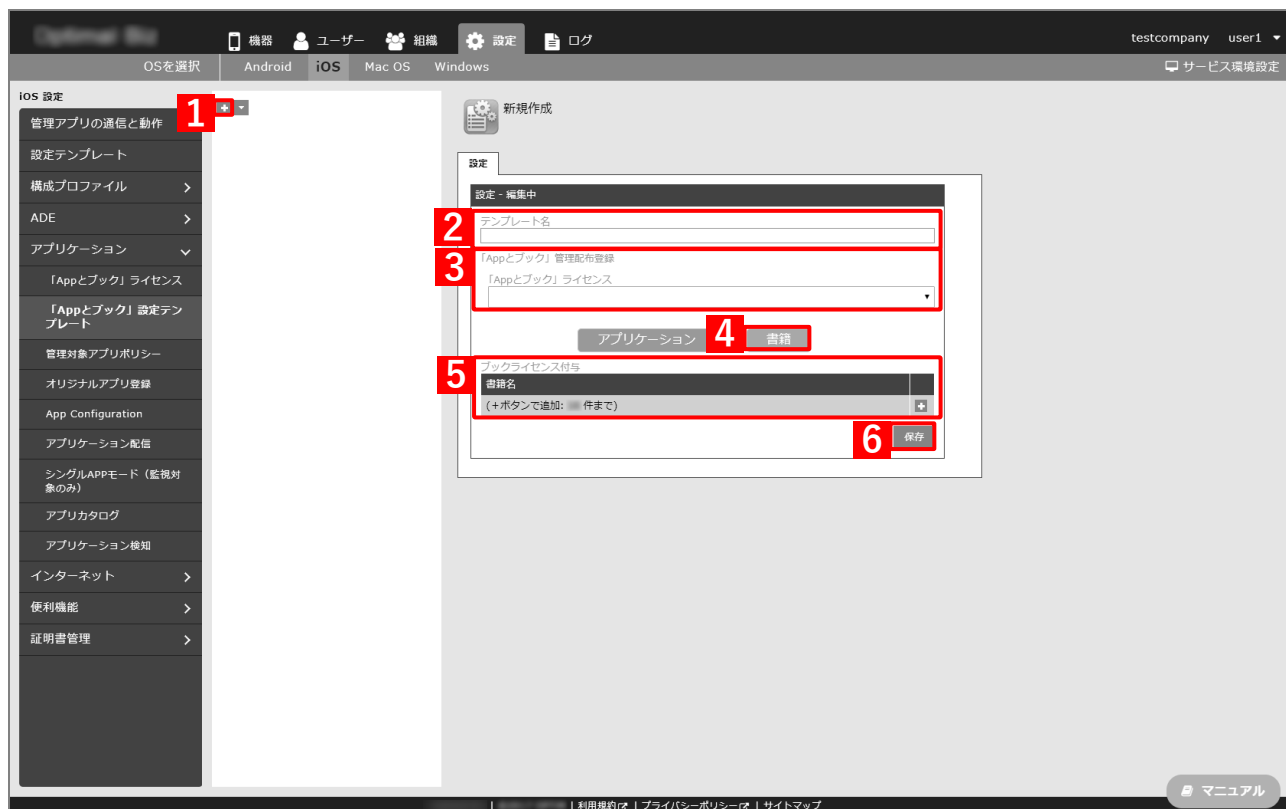 機器
ユーザー
組織
設定
ログ
testcompany user1
OSを選択
Android
iOS
Mac OS
Windows
サービス環境設定
iOS 設定
管理アプリの通信と動作
設定テンプレート
構成プロファイル
ADE
アプリケーション
「Appとブック」ライセンス
「Appとブック」設定テン
プレート
管理対象アプリポリシー
オリジナルアプリ登録
App Configuration
アプリケーション配信
シングルAPPモード（監視対
象のみ）
アプリカタログ
アプリケーション検知
インターネット
便利機能
証明書管理
1
新規作成
設定
設定 - 編集中
2
テンプレート名
3
「Appとブック」管理配布登録
「Appとブック」ライセンス
アプリケーション
4
書籍
5
ブックライセンス付与
書籍名
(+ボタンで追加: 件まで)
6
保存
マニュアル
| | 利用規約 | プライバシーポリシー | サイトマップ